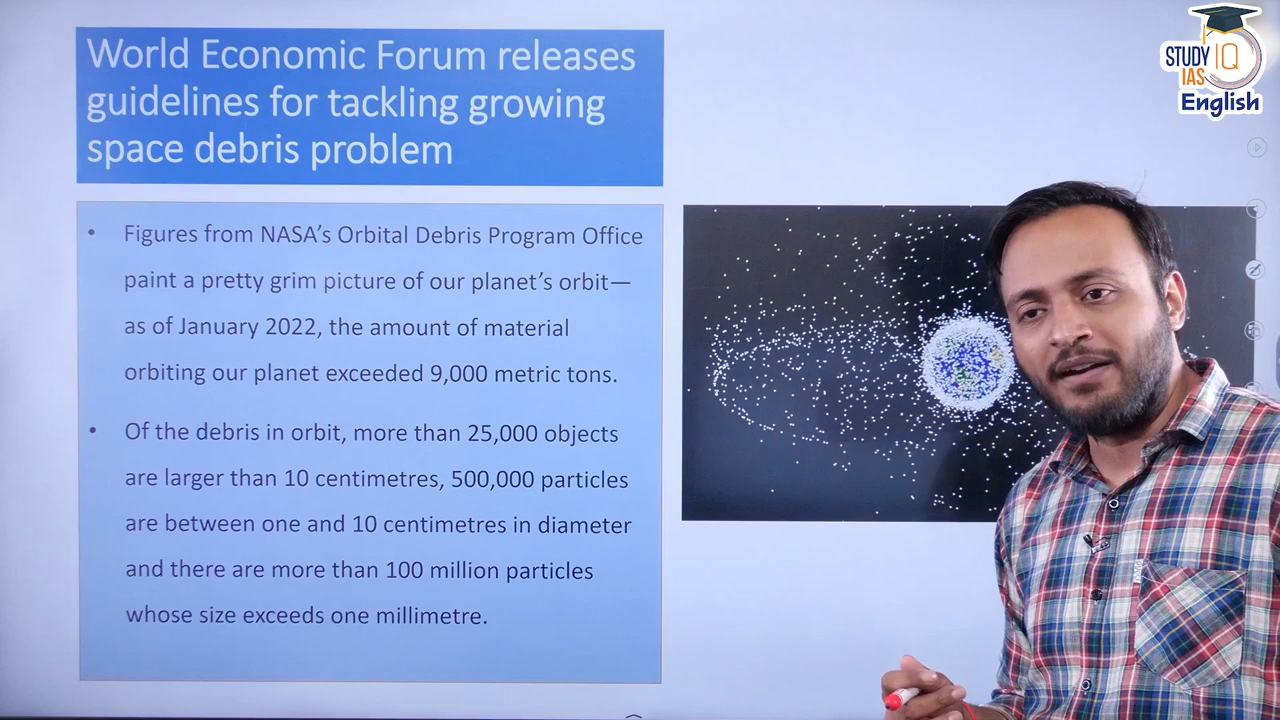 World Economic Forum releases
guidelines for tackling growing
space debris problem
• Figures from NASA's Orbital Debris Program Office
paint a pretty grim picture of our planet's orbit—
as of January 2022, the amount of material
orbiting our planet exceeded 9,000 metric tons.
• Of the debris in orbit, more than 25,000 objects
are larger than 10 centimetres, 500,000 particles
are between one and 10 centimetres in diameter
and there are more than 100 million particles
whose size exceeds one millimetre.
STUDY IQ
IAS
English